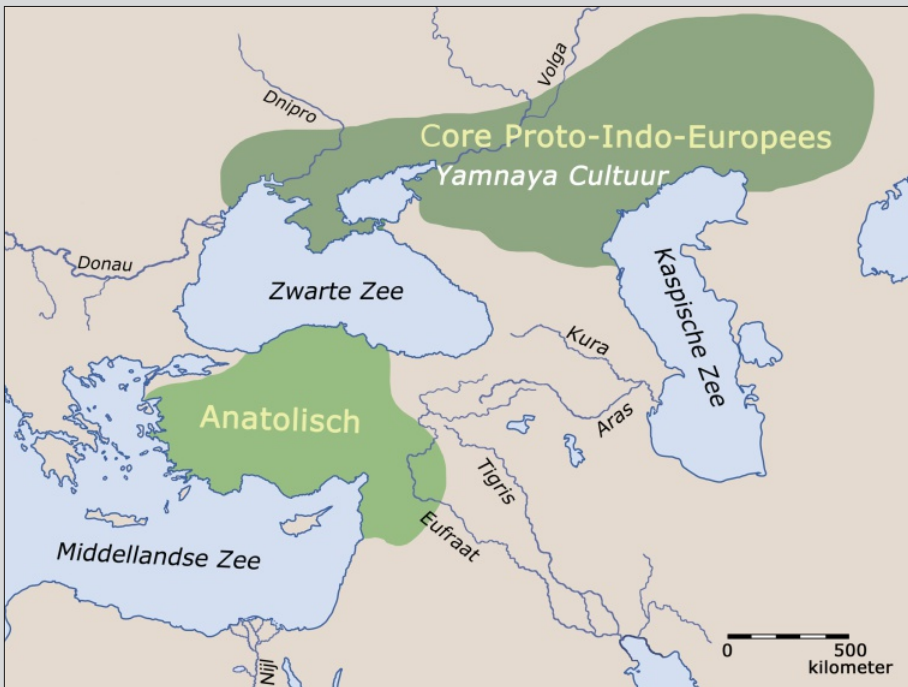 Dnipro
Volga
Core Proto-Indo-Europees
Yamnaya Cultuur
Donau
Zwarte Zee
Kaspische Zee
Kura
Aras
Anatolisch
Tigris
Eufraat
Middellandse Zee
Nijl
0 500
kilometer